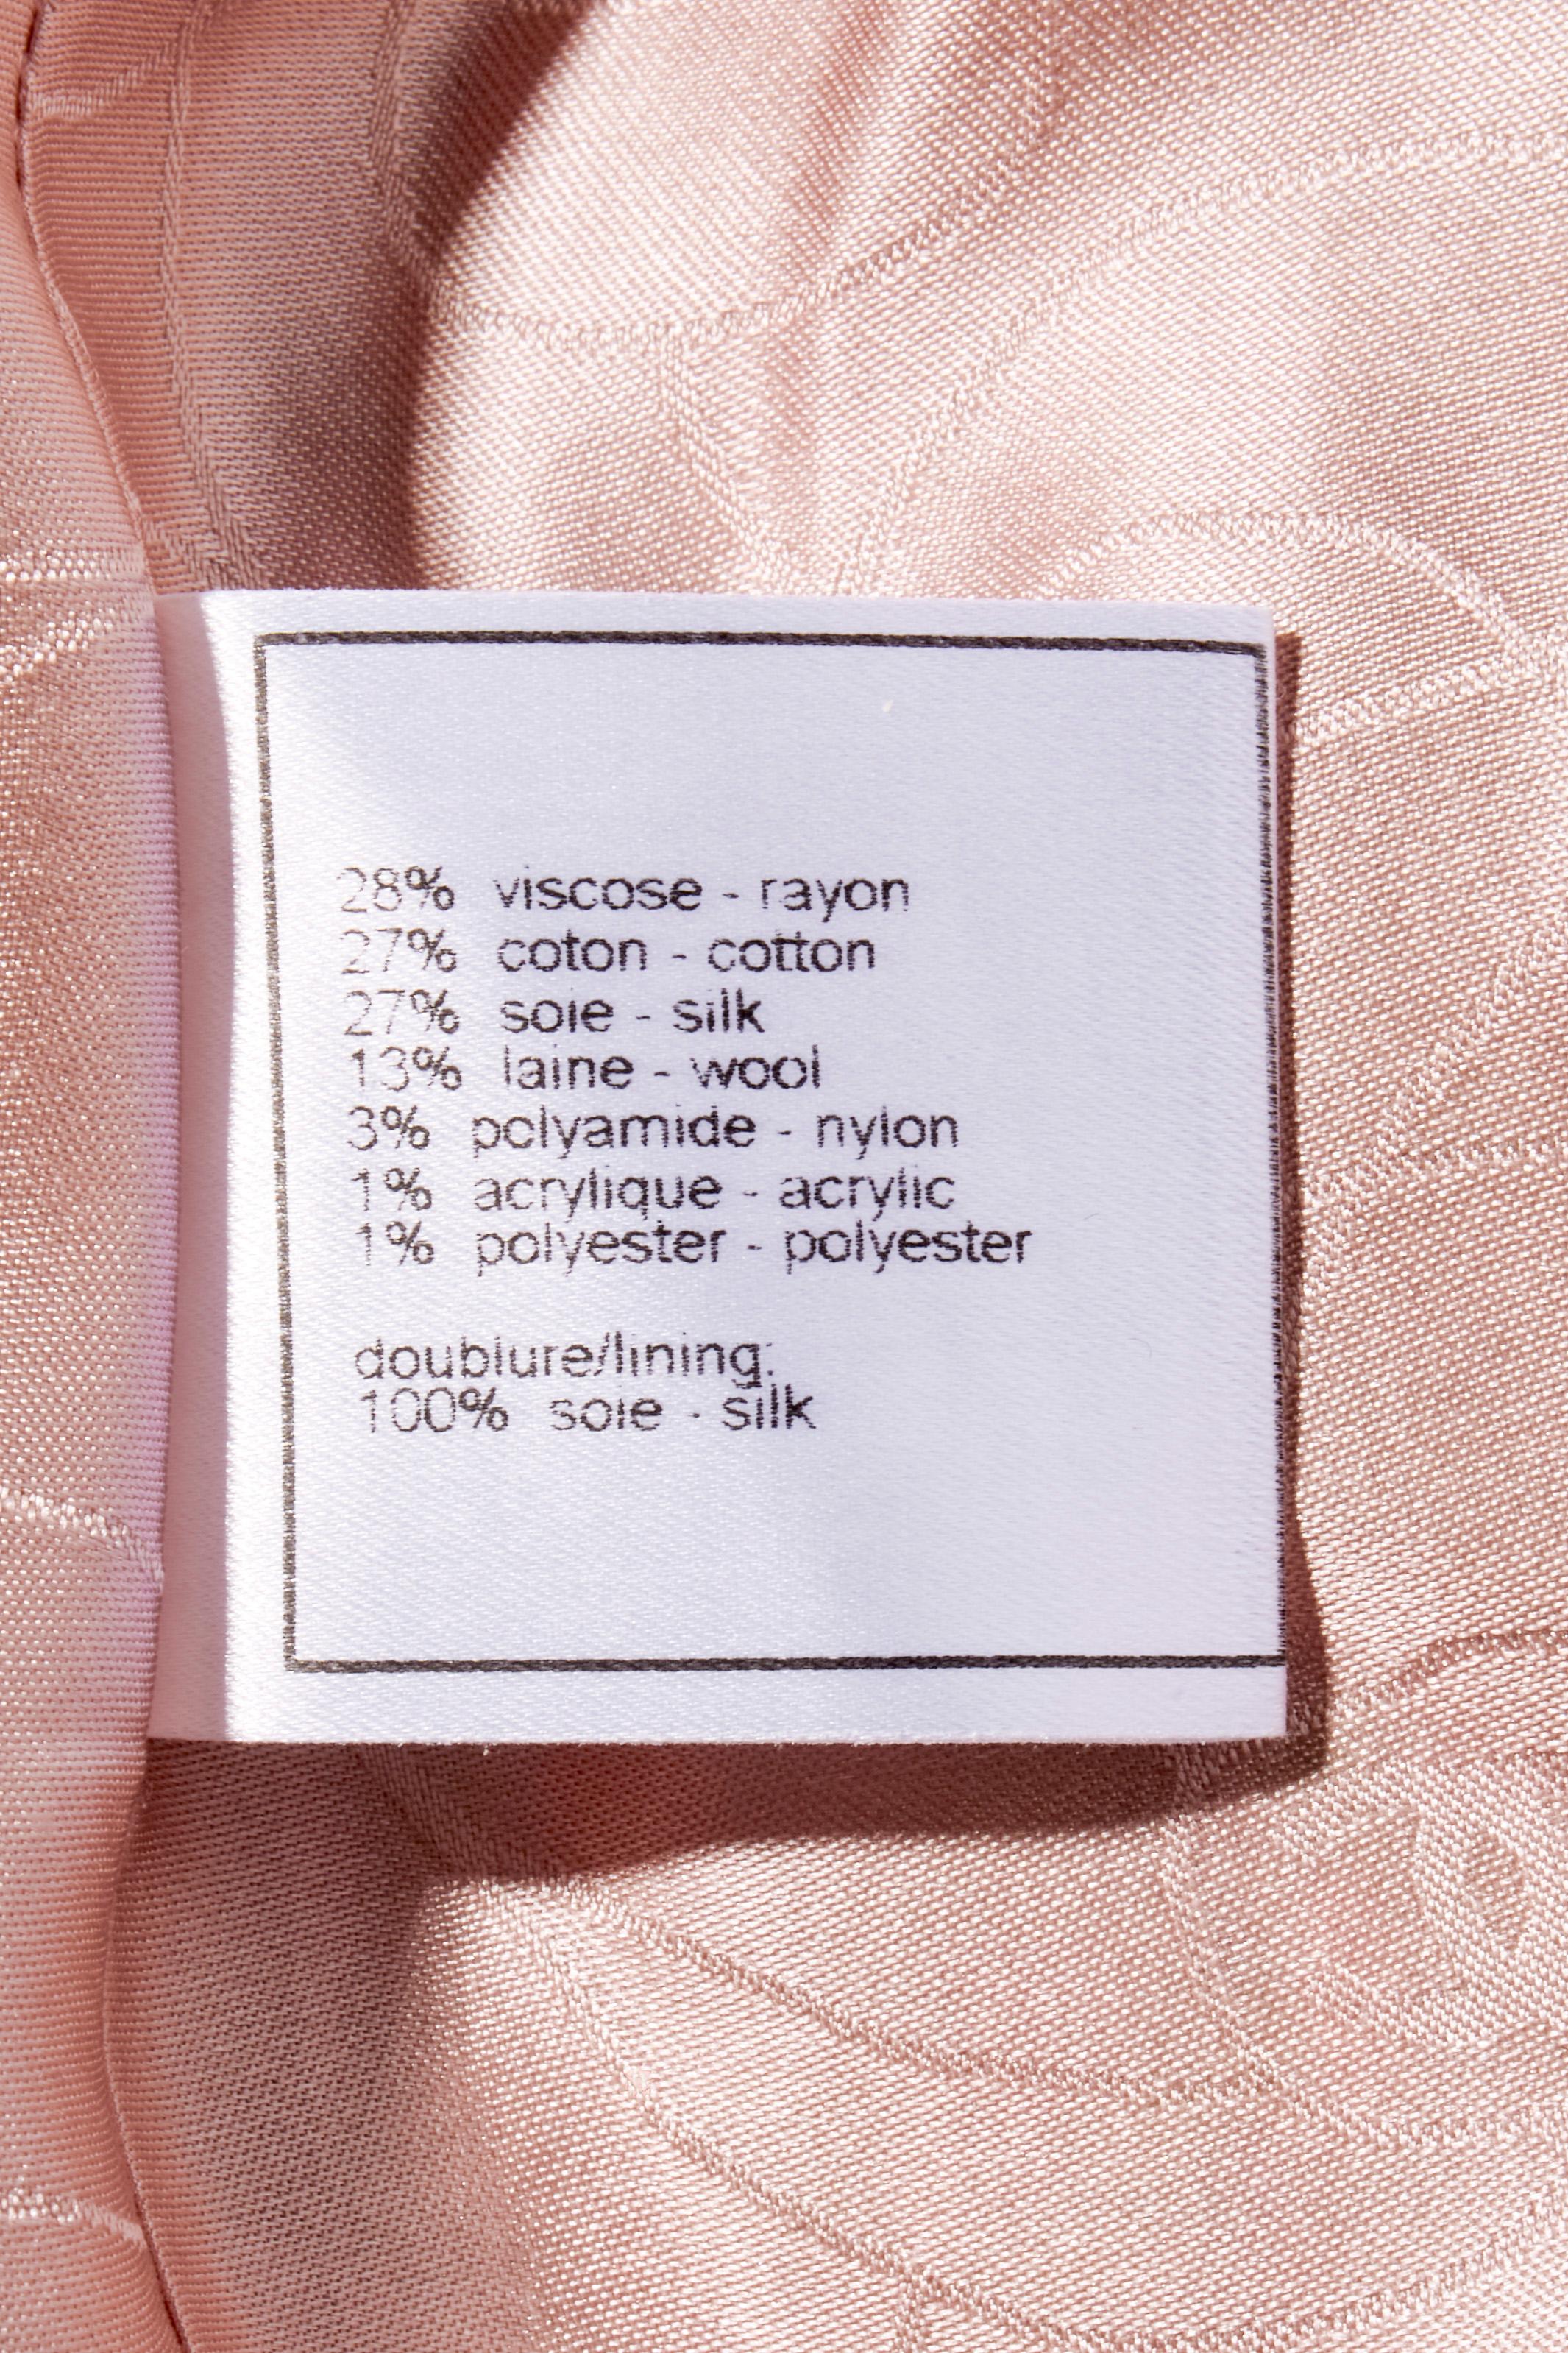 28% viscose - rayon
27% coton - cotton
27% soie - silk
13% laine - wool
3% polyamide - nylon
1% acrylique - acrylic
1% polyester - polyester
doublure/lining:
100% soie - silk